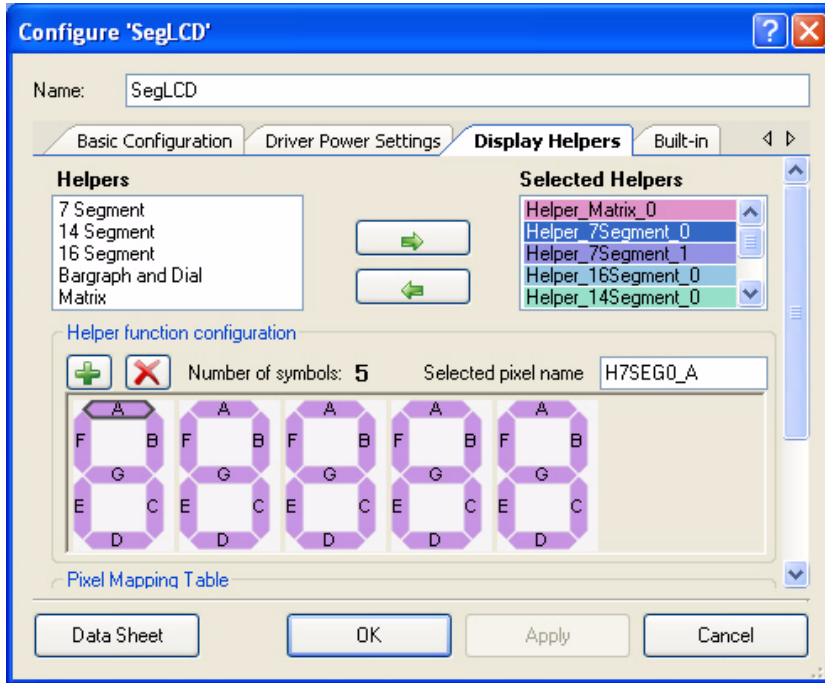 Configure 'SegLCD'
Name: SegLCD
Basic Configuration Driver Power Settings Display Helpers Built-in
Helpers Selected Helpers
7 Segment Helper_Matrix_0
14 Segment Helper_7Segment_0
16 Segment Helper_7Segment_1
Bargraph and Dial Helper_16Segment_0
Matrix Helper_14Segment_0
Helper function configuration
Number of symbols: 5 Selected pixel name H7SEG0_A
A A A A A
F B F B F B F B F B
G G G G G
E C E C E C E C E C
D D D D D
Pixel Mapping Table
Data Sheet OK Apply Cancel